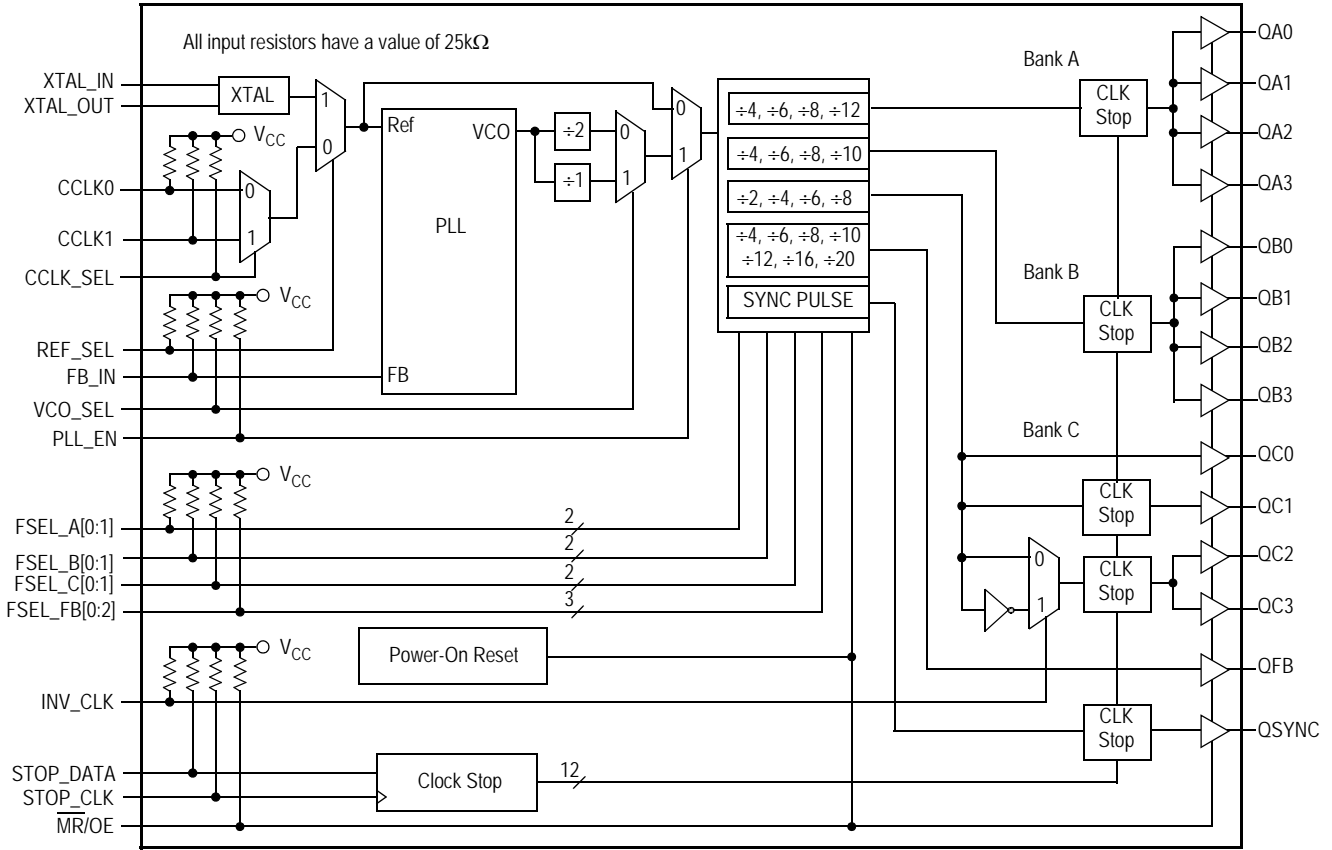 All input resistors have a value of 25kΩ
XTAL_IN
XTAL_OUT
XTAL
1
0
VCC
CCLK0
CCLK1
CCLK_SEL
0
1
VCC
REF_SEL
FB_IN
VCO_SEL
PLL_EN
Ref
VCO
PLL
FB
÷2
÷1
0
1
0
1
÷4, ÷6, ÷8, ÷12
÷4, ÷6, ÷8, ÷10
÷2, ÷4, ÷6, ÷8
÷4, ÷6, ÷8, ÷10
÷12, ÷16, ÷20
SYNC PULSE
Bank A
CLK
Stop
QA0
QA1
QA2
QA3
Bank B
CLK
Stop
QB0
QB1
QB2
QB3
Bank C
QC0
CLK
Stop
QC1
0
1
CLK
Stop
QC2
QC3
QFB
CLK
Stop
QSYNC
VCC
FSEL_A[0:1]
2
FSEL_B[0:1]
2
FSEL_C[0:1]
2
FSEL_FB[0:2]
3
VCC
Power-On Reset
INV_CLK
STOP_DATA
STOP_CLK
Clock Stop
12
MR/OE